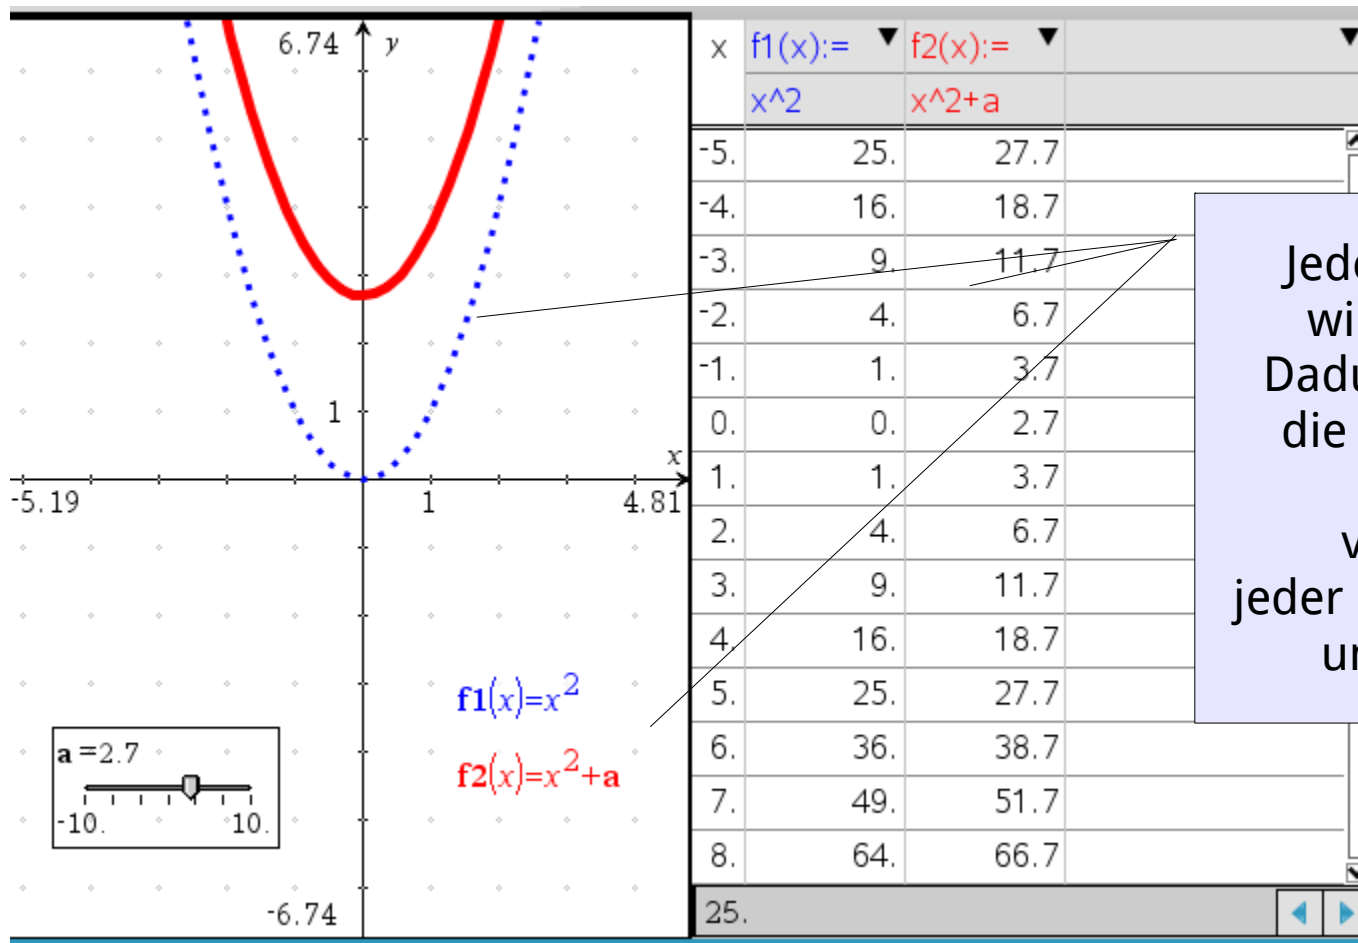 6.74 y
1
x
-5.19 1 4.81
f1(x)=x^2
f2(x)=x^2+a
a =2.7
-10. 10.
-6.74
x f1(x):= ▼ f2(x):= ▼ ▼
x^2 x^2+a
-5. 25. 27.7
-4. 16. 18.7
-3. 9. 11.7
-2. 4. 6.7
-1. 1. 3.7
0. 0. 2.7
1. 1. 3.7
2. 4. 6.7
3. 9. 11.7
4. 16. 18.7
5. 25. 27.7
6. 36. 38.7
7. 49. 51.7
8. 64. 66.7
25.
die
jeder